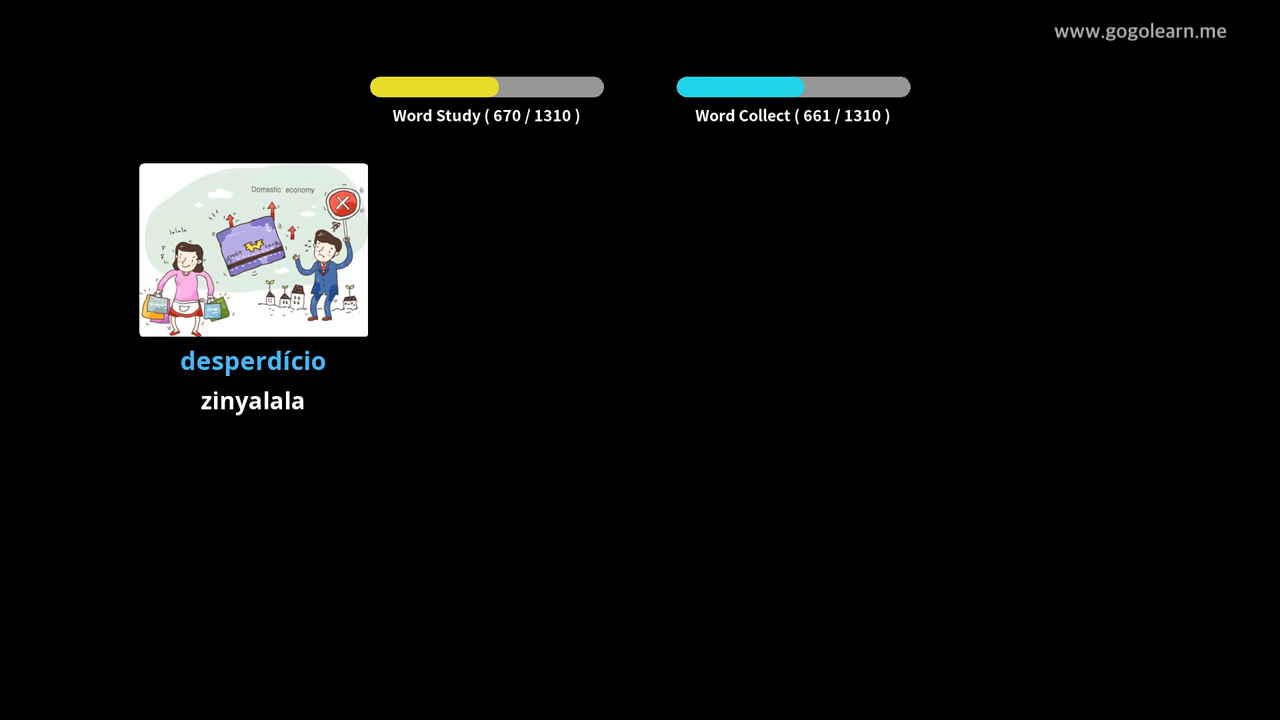 www.gogolearn.me
Word Study ( 670 / 1310 )
Word Collect ( 661 / 1310 )
Domestic economy
lalala
desperdício
zinyalala